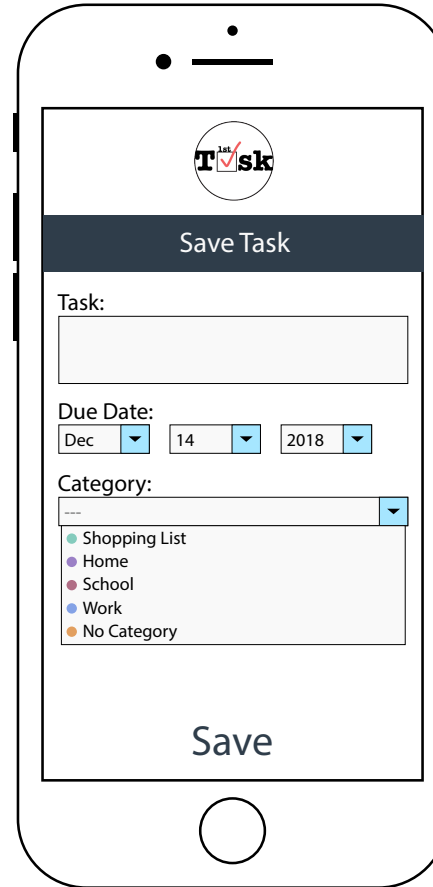 1st
T sk
Save Task
Task:
Due Date:
Dec 14 2018
Category:
---
Shopping List
Home
School
Work
No Category
Save